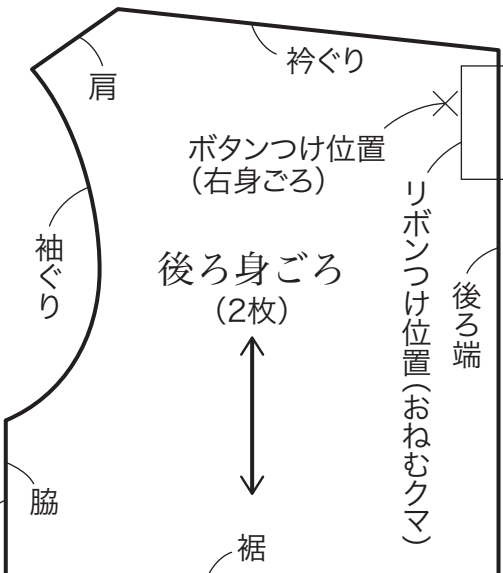 衿ぐり
肩
ボタンつけ位置
（右身ごろ）
リボンつけ位置（おねむクマ）
袖ぐり
後ろ身ごろ
（2枚）
後ろ端
脇
裾